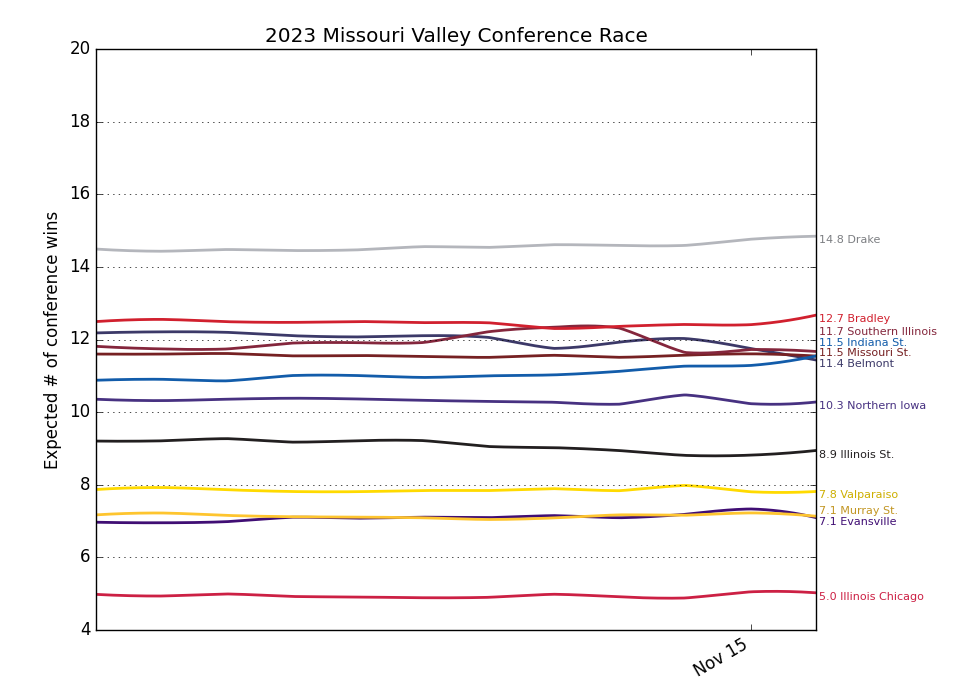 2023 Missouri Valley Conference Race
Expected # of conference wins
20
18
16
14
12
10
8
6
4
14.8 Drake
12.7 Bradley
11.7 Southern Illinois
11.5 Indiana St.
11.5 Missouri St.
11.4 Belmont
10.3 Northern Iowa
8.9 Illinois St.
7.8 Valparaiso
7.1 Murray St.
7.1 Evansville
5.0 Illinois Chicago
Nov 15